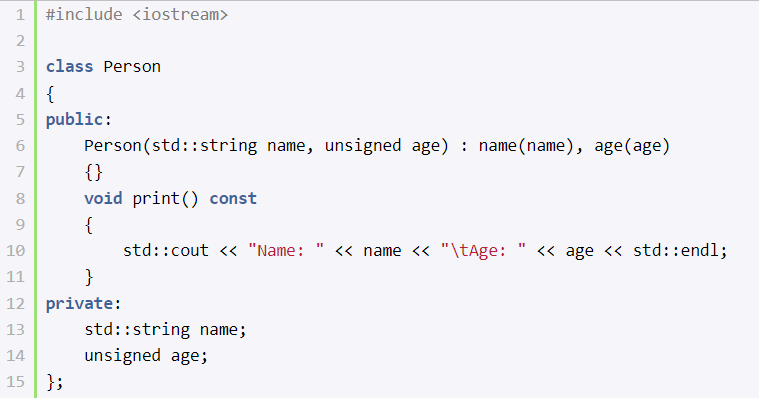 1 #include <iostream>
2
3 class Person
4 {
5 public:
6     Person(std::string name, unsigned age) : name(name), age(age)
7     {}
8     void print() const
9     {
10         std::cout << "Name: " << name << "\tAge: " << age << std::endl;
11     }
12 private:
13     std::string name;
14     unsigned age;
15 };